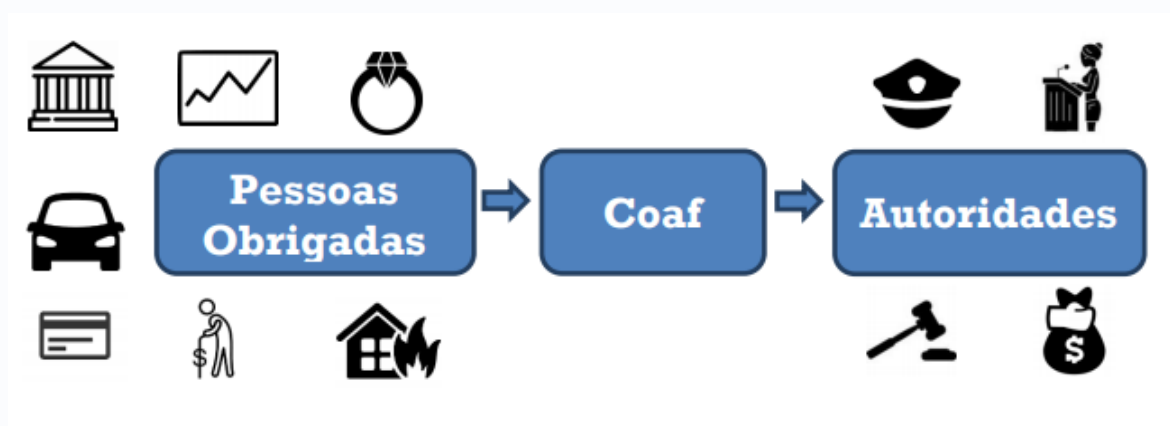 Pessoas
Obrigadas
Coaf
Autoridades
$
$